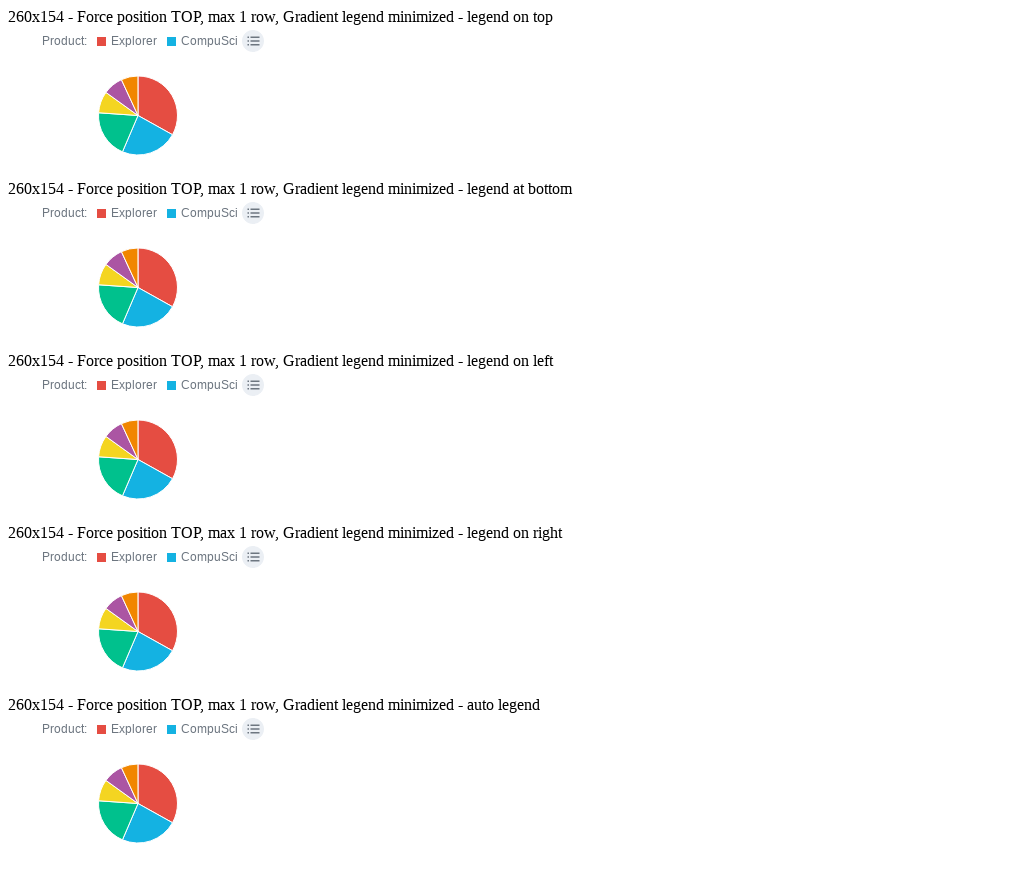 260x154 - Force position TOP, max 1 row, Gradient legend minimized - legend on top
Product: Explorer CompuSci
260x154 - Force position TOP, max 1 row, Gradient legend minimized - legend at bottom
Product: Explorer CompuSci
260x154 - Force position TOP, max 1 row, Gradient legend minimized - legend on left
Product: Explorer CompuSci
260x154 - Force position TOP, max 1 row, Gradient legend minimized - legend on right
Product: Explorer CompuSci
260x154 - Force position TOP, max 1 row, Gradient legend minimized - auto legend
Product: Explorer CompuSci